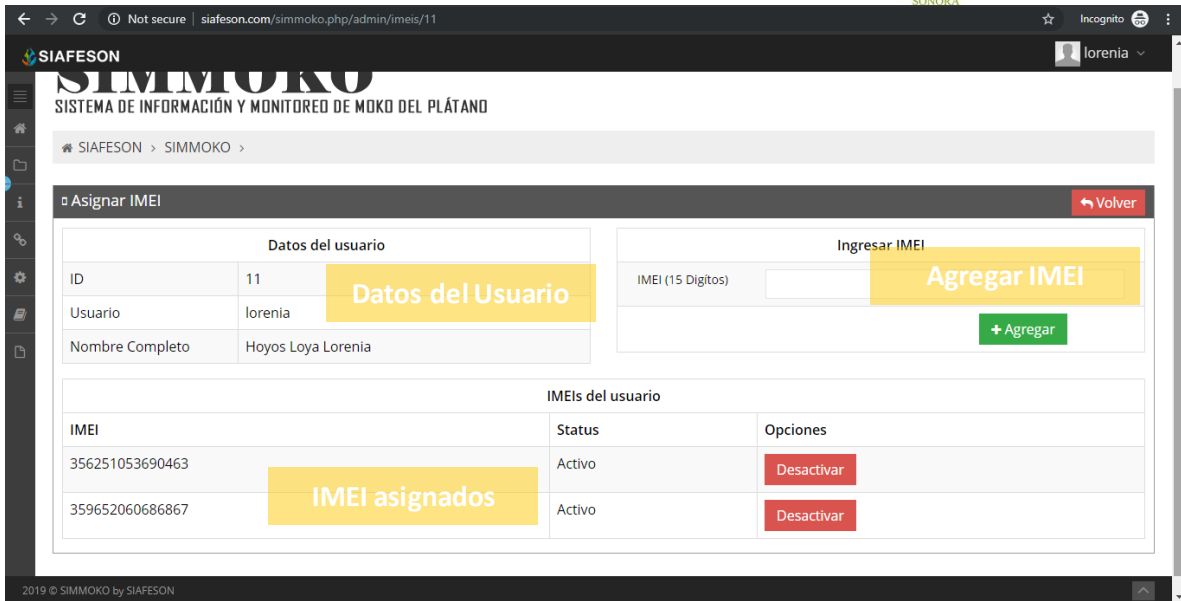 SONORA
Not secure | siafeson.com/simmoko.php/admin/imeis/11
Incognito
SIAFESON
lorenia
SIMMOKO
SISTEMA DE INFORMACIÓN Y MONITOREO DE MOKO DEL PLÁTANO
SIAFESON > SIMMOKO >
Asignar IMEI
Volver
Datos del usuario
Ingresar IMEI
ID
11
Datos del Usuario
IMEI (15 Digítos)
Agregar IMEI
Usuario
lorenia
+ Agregar
Nombre Completo
Hoyos Loya Lorenia
IMEIs del usuario
IMEI
Status
Opciones
356251053690463
Activo
Desactivar
IMEI asignados
359652060686867
Activo
Desactivar
2019 © SIMMOKO by SIAFESON